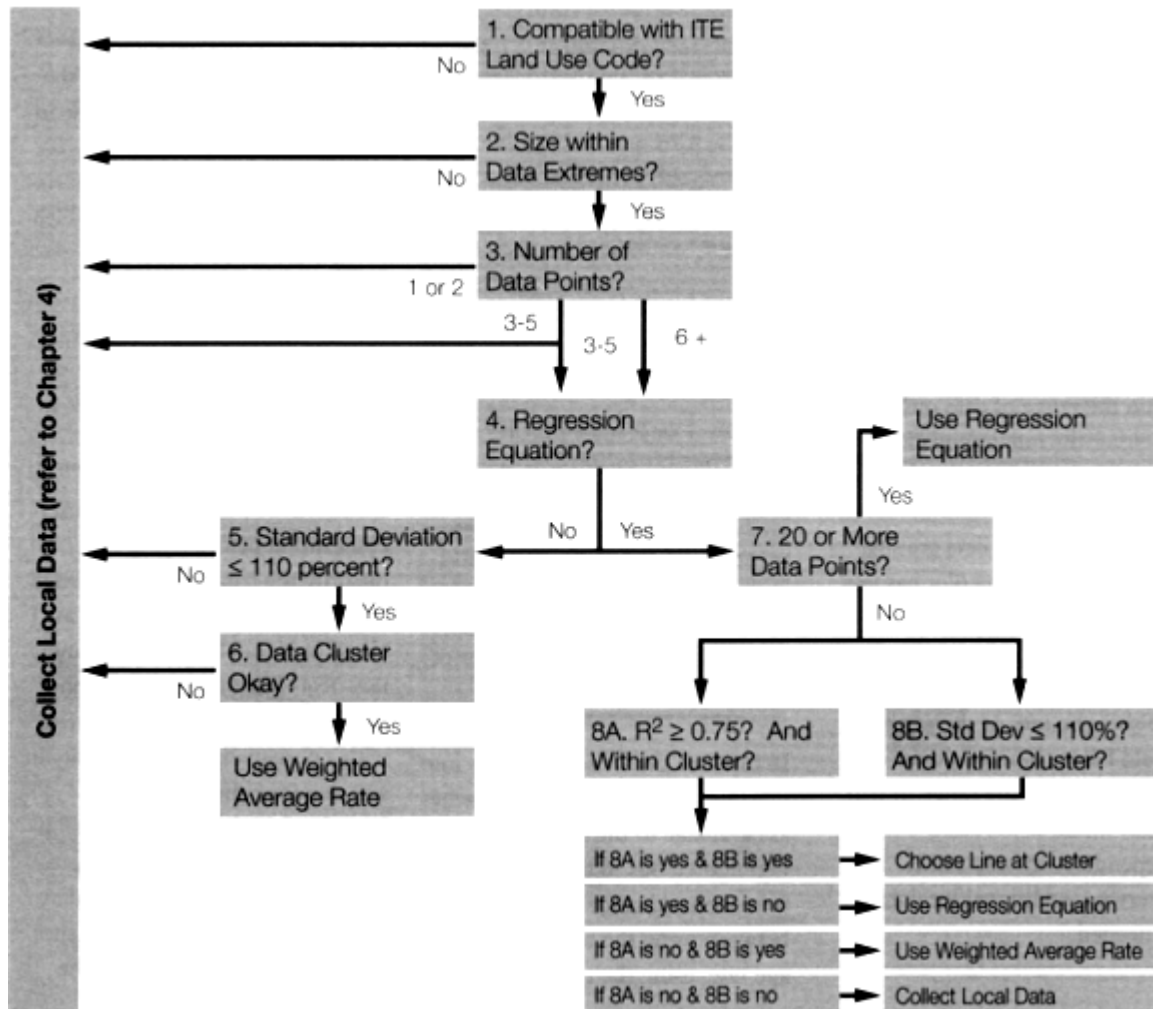 Collect Local Data (refer to Chapter 4)
1. Compatible with ITE
Land Use Code?
No
Yes
2. Size within
Data Extremes?
No
Yes
3. Number of
Data Points?
1 or 2
3-5
3-5
6 +
4. Regression
Equation?
Use Regression
Equation
Yes
No
Yes
5. Standard Deviation
≤ 110 percent?
No
Yes
7. 20 or More
Data Points?
No
6. Data Cluster
Okay?
No
Yes
Use Weighted
Average Rate
8A. R² ≥ 0.75? And
Within Cluster?
8B. Std Dev ≤ 110%?
And Within Cluster?
If 8A is yes & 8B is yes
Choose Line at Cluster
If 8A is yes & 8B is no
Use Regression Equation
If 8A is no & 8B is yes
Use Weighted Average Rate
If 8A is no & 8B is no
Collect Local Data